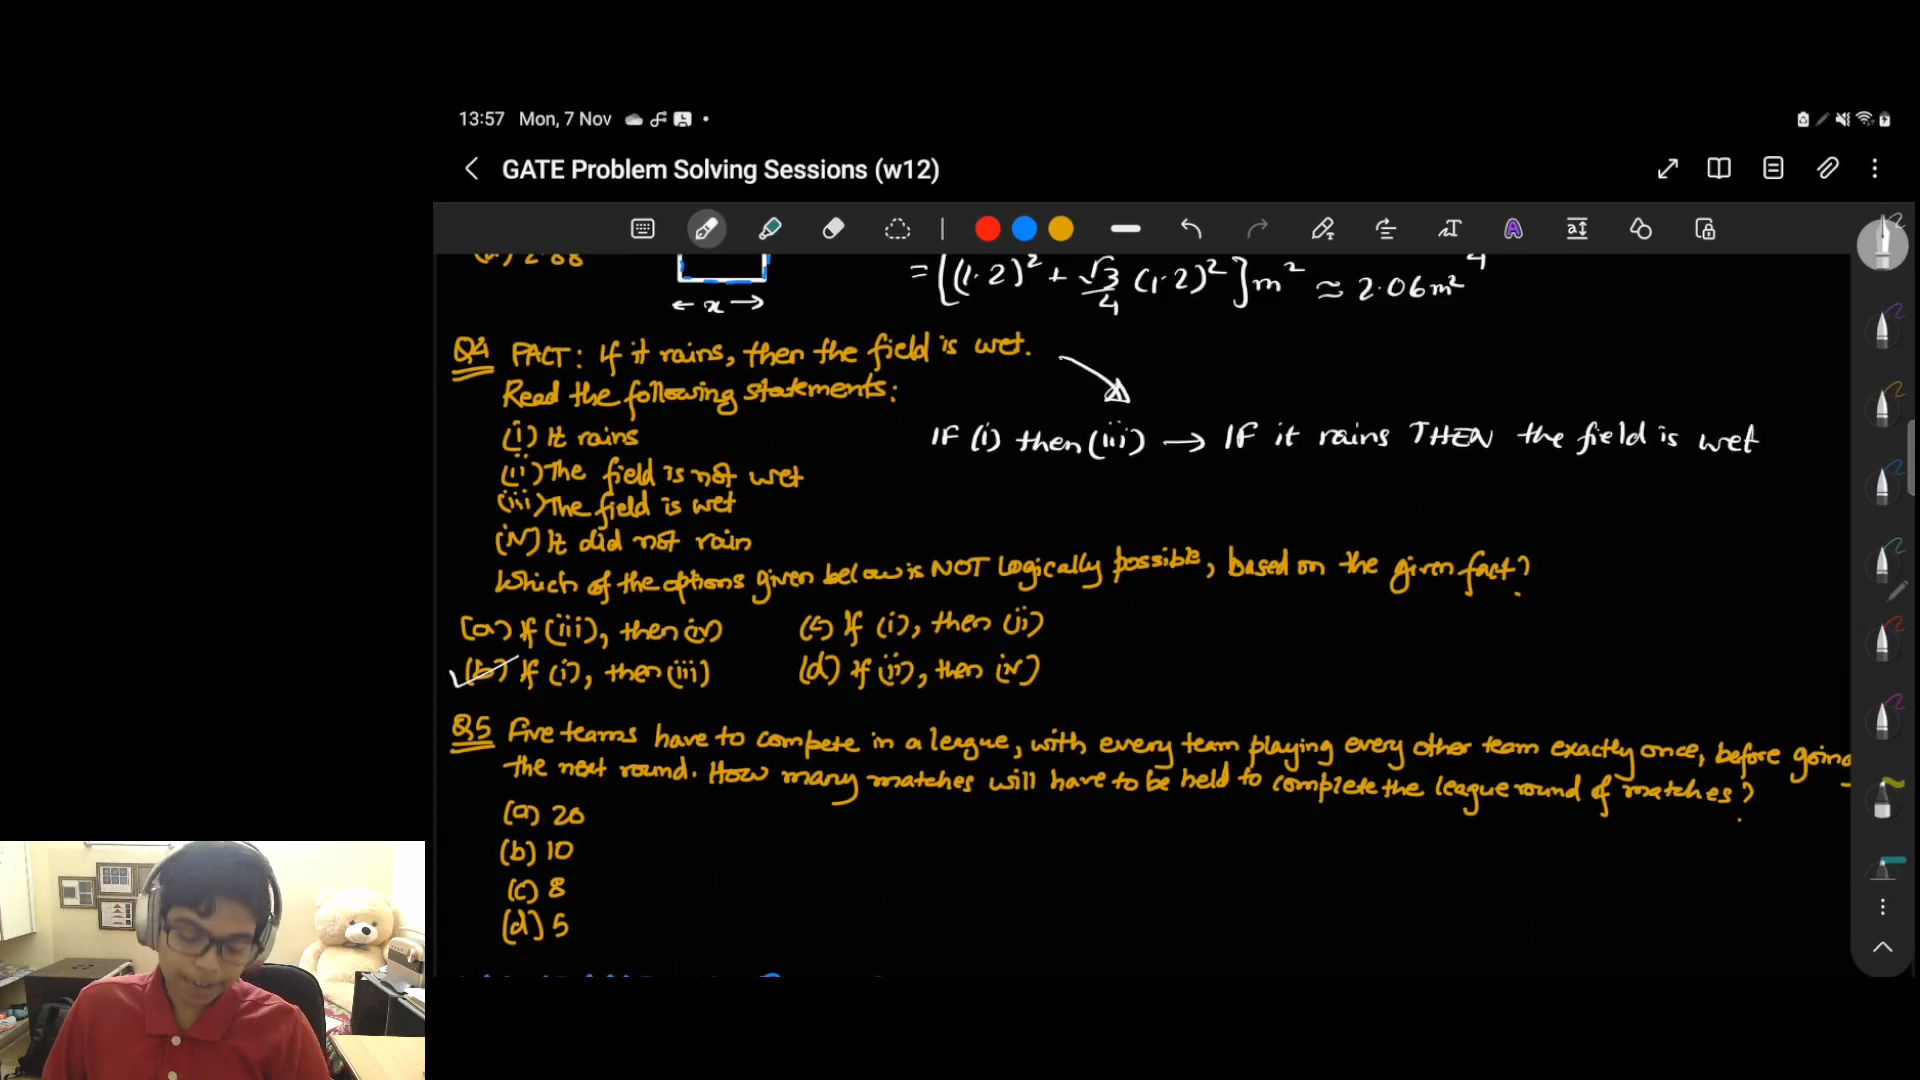 13:57 Mon, 7 Nov
GATE Problem Solving Sessions (w12)
= [(1.2)² + √3/4 (1.2)²] m² ≈ 2.06m²
← x →
Q4 FACT: If it rains, then the field is wet.
Read the following statements:
(i) It rains
IF (i) then (iii) → IF it rains THEN the field is wet
(ii) The field is not wet
(iii) The field is wet
(iv) It did not rain
Which of the options given below is NOT logically possible, based on the given fact?
(a) If (iii), then (iv) (c) If (i), then (ii)
(b) If (i), then (iii) (d) If (ii), then (iv)
Q5 Five teams have to compete in a league, with every team playing every other team exactly once, before going
the next round. How many matches will have to be held to complete the league round of matches?
(a) 20
(b) 10
(c) 8
(d) 5